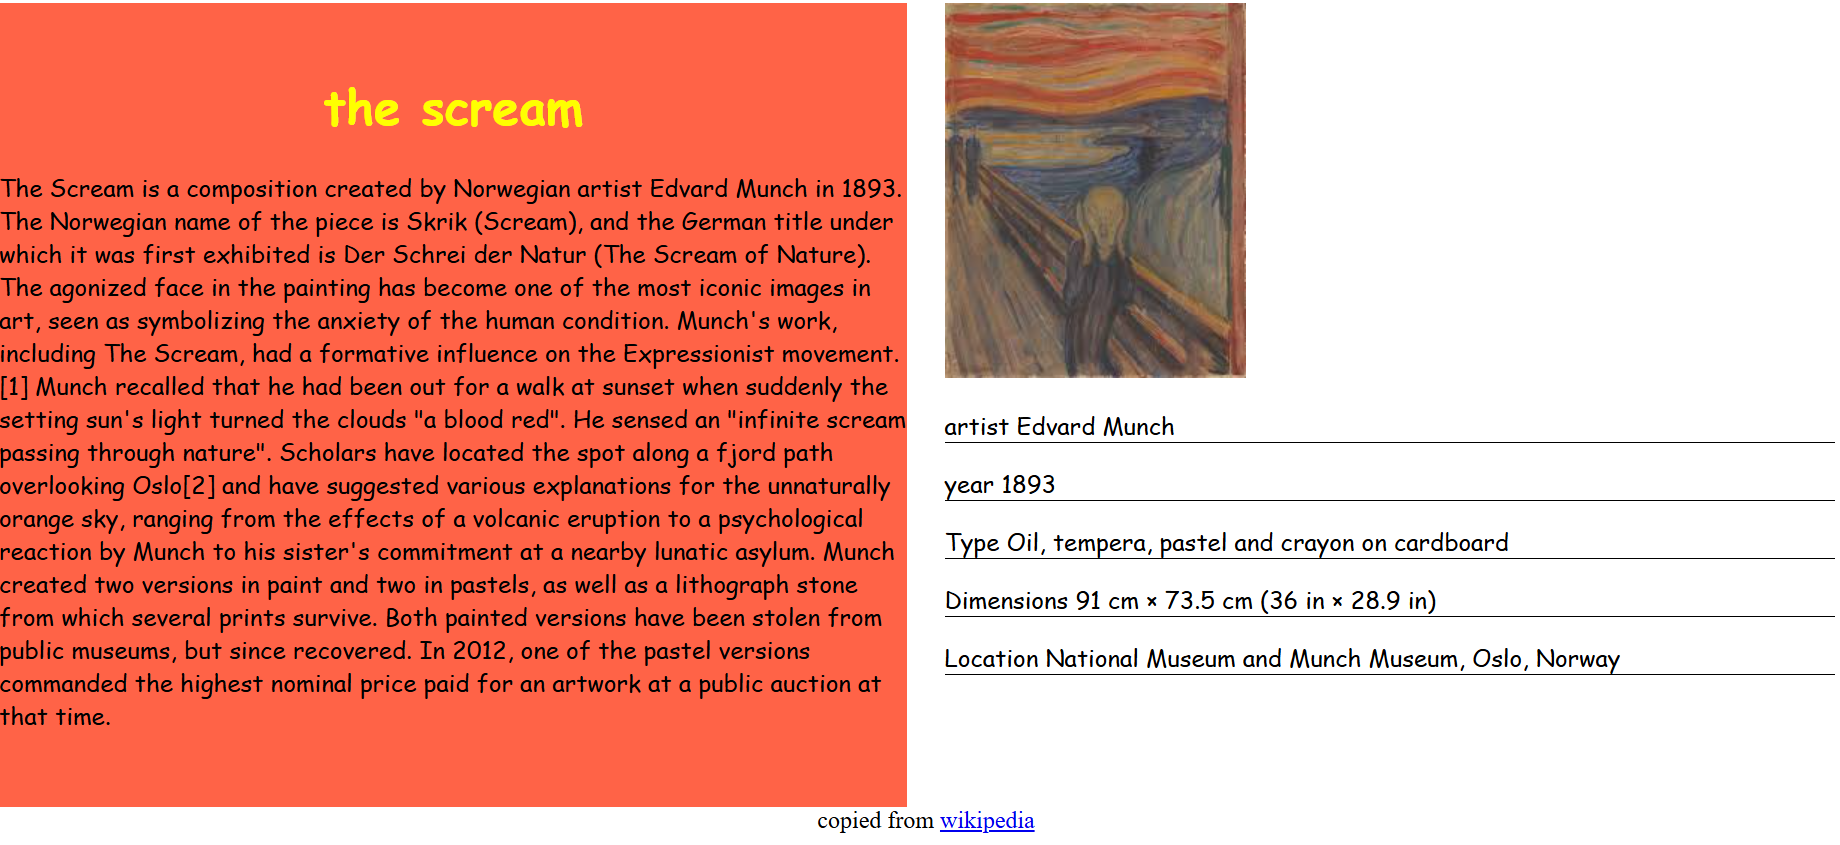 the scream
The Scream is a composition created by Norwegian artist Edvard Munch in 1893.
The Norwegian name of the piece is Skrik (Scream), and the German title under
which it was first exhibited is Der Schrei der Natur (The Scream of Nature).
The agonized face in the painting has become one of the most iconic images in
art, seen as symbolizing the anxiety of the human condition. Munch's work,
including The Scream, had a formative influence on the Expressionist movement.
[1] Munch recalled that he had been out for a walk at sunset when suddenly the
setting sun's light turned the clouds "a blood red". He sensed an "infinite scream
passing through nature". Scholars have located the spot along a fjord path
overlooking Oslo[2] and have suggested various explanations for the unnaturally
orange sky, ranging from the effects of a volcanic eruption to a psychological
reaction by Munch to his sister's commitment at a nearby lunatic asylum. Munch
created two versions in paint and two in pastels, as well as a lithograph stone
from which several prints survive. Both painted versions have been stolen from
public museums, but since recovered. In 2012, one of the pastel versions
commanded the highest nominal price paid for an artwork at a public auction at
that time.
artist Edvard Munch
year 1893
Type Oil, tempera, pastel and crayon on cardboard
Dimensions 91 cm × 73.5 cm (36 in × 28.9 in)
Location National Museum and Munch Museum, Oslo, Norway
copied from wikipedia